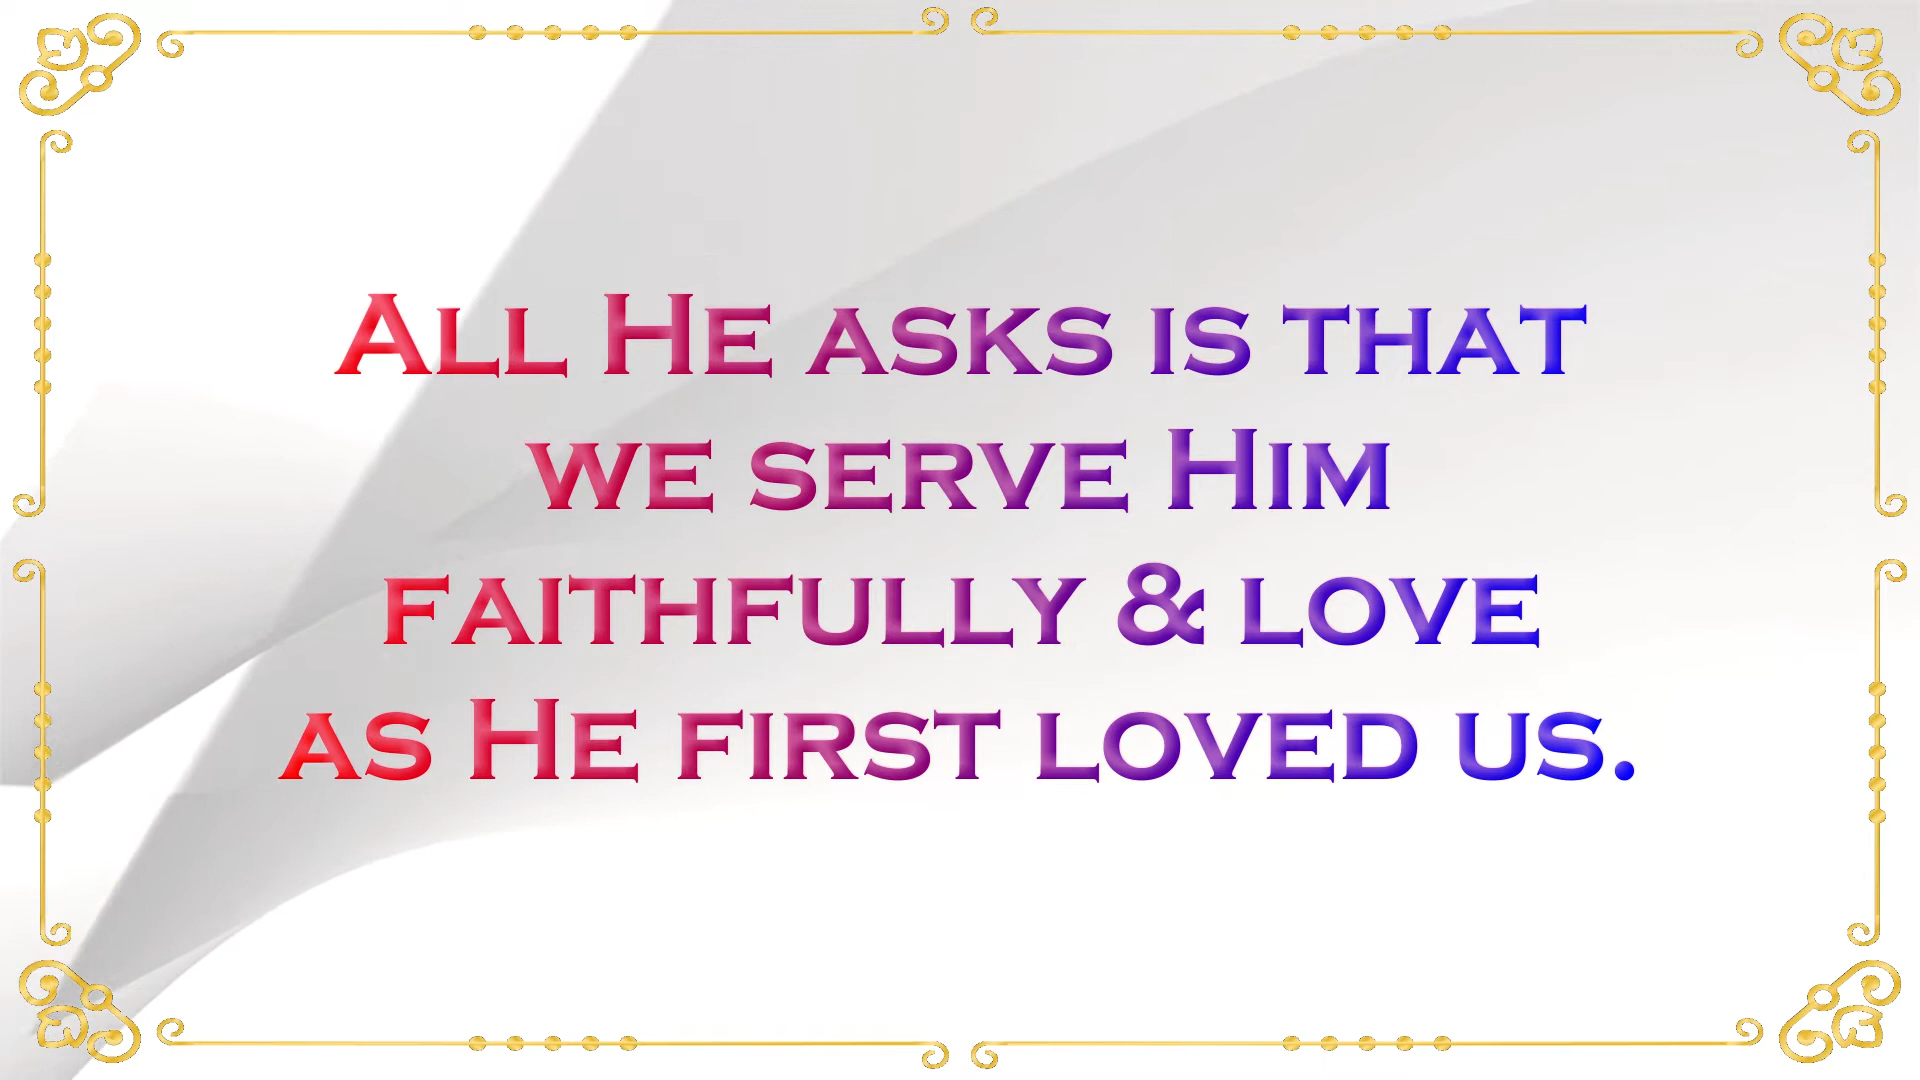 All He asks is that
we serve Him
faithfully & love
as He first loved us.